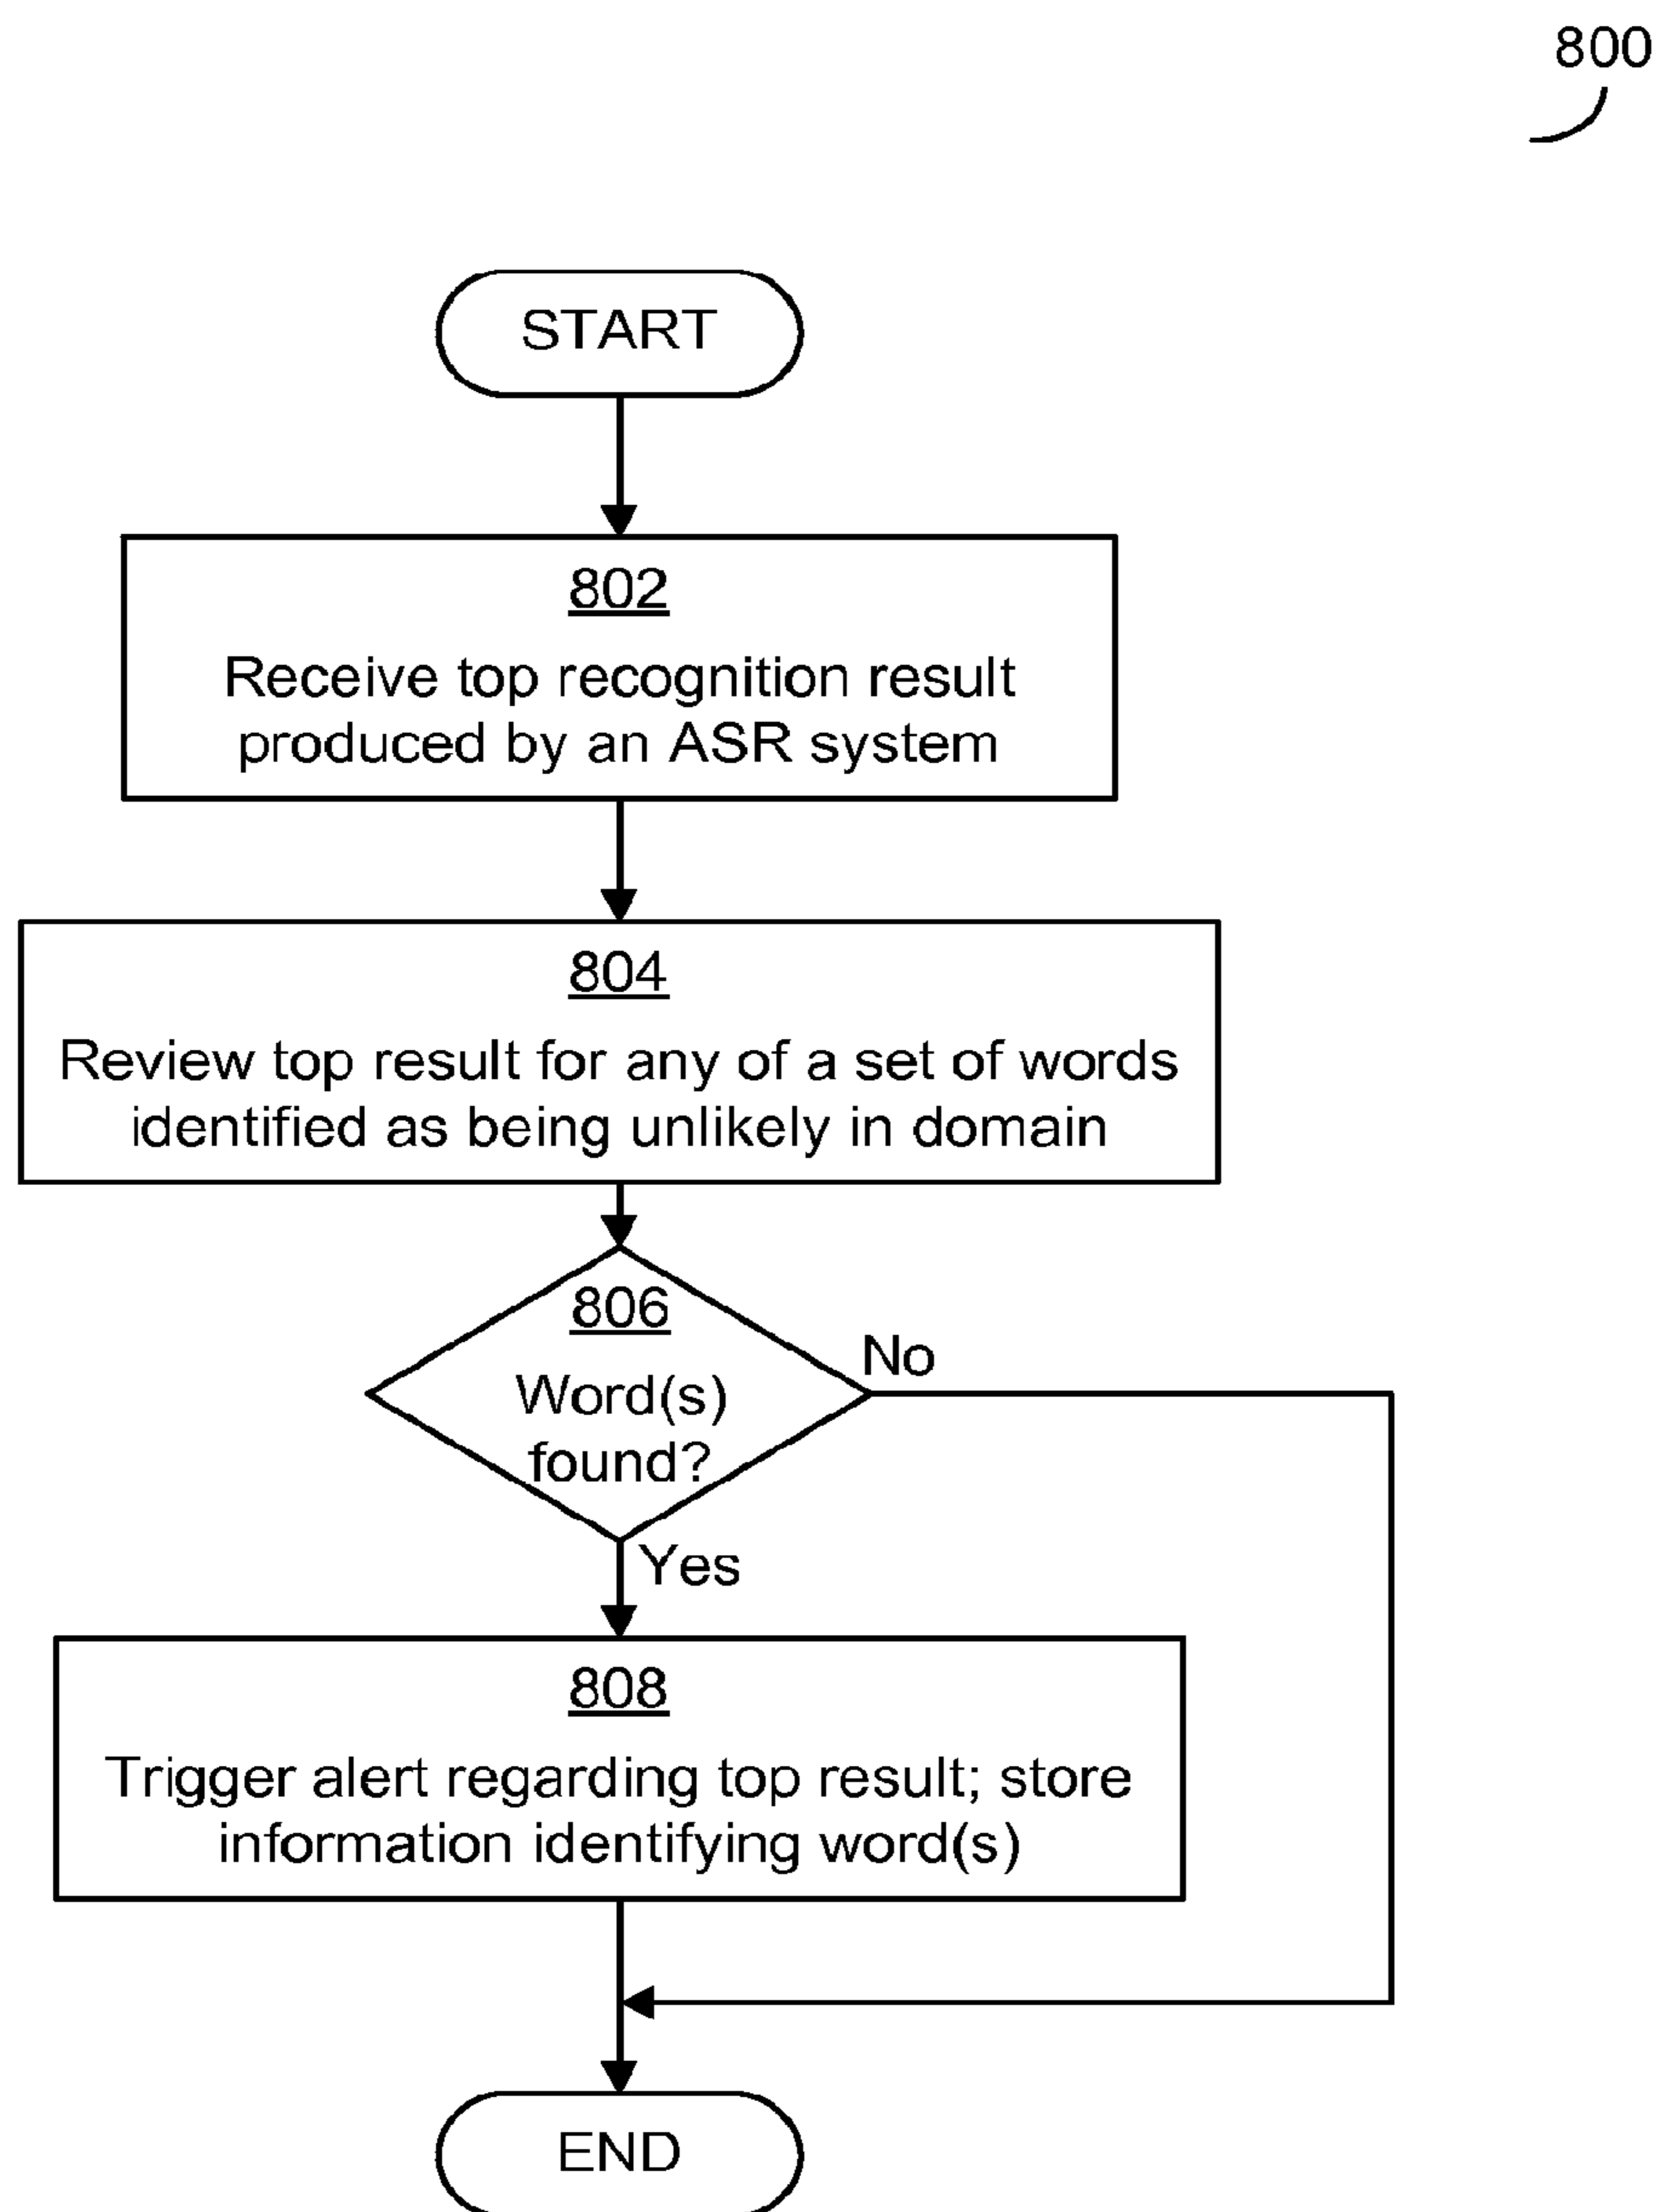 800
START
802
Receive top recognition result
produced by an ASR system
804
Review top result for any of a set of words
identified as being unlikely in domain
806
Word(s)
found?
No
Yes
808
Trigger alert regarding top result; store
information identifying word(s)
END